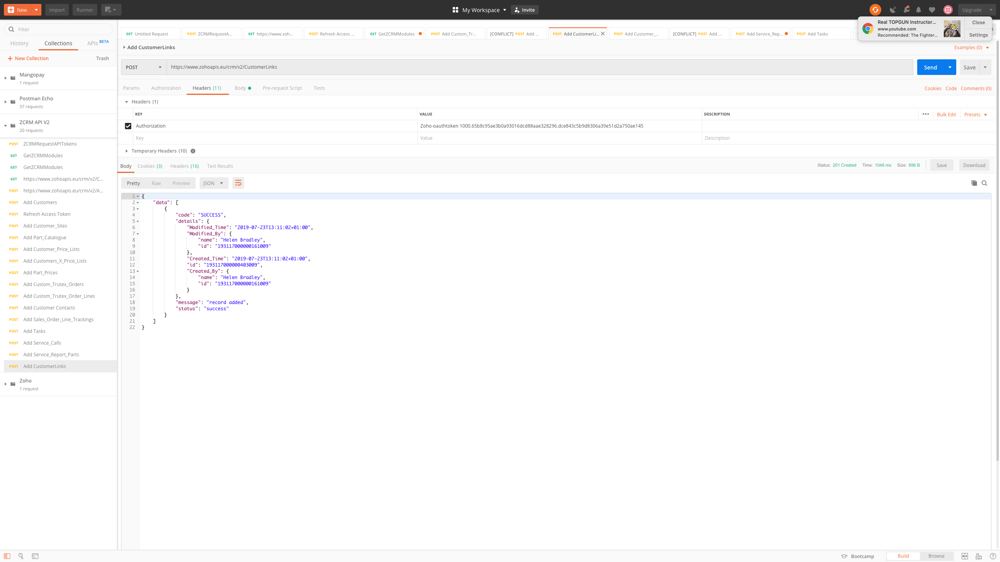 New Import Runner My Workspace Invite Upgrade
Real TOPGUN Instructor... Close
www.youtube.com
Recommended: The Fighter... Settings
Filter
History Collections APIs BETA
New Collection Trash
Mangopay
1 request
Postman Echo
37 requests
ZCRM API V2
20 requests
POST ZCRMRequestAPITokens
GET GetZCRMModules
GET GetZCRMModules
GET https://www.zohoapis.eu/crm/v2/C...
POST https://www.zohoapis.eu/crm/v2/A...
POST Add Customers
POST Refresh Access Token
POST Add Customer_Sites
POST Add Part_Catalogue
POST Add Customer_Price_Lists
POST Add Customers_X_Price_Lists
POST Add Part_Prices
POST Add Custom_Trutex_Orders
POST Add Custom_Trutex_Order_Lines
POST Add Customer Contacts
POST Add Sales_Order_Line_Trackings
POST Add Tasks
POST Add Service_Calls
POST Add Service_Report_Parts
POST Add CustomerLinks
Zoho
1 request
GET Untitled Request POST ZCRMRequestA... GET https://www.zoh... POST Refresh Access ... GET GetZCRMModules POST Add Custom_Tr... [CONFLICT] POST Add ... POST Add CustomerLi... POST Add Customer_... [CONFLICT] POST Add ... POST Add Service_Rep... POST Add Tasks
Add CustomerLinks Examples (0)
POST https://www.zohoapis.eu/crm/v2/CustomerLinks Send Save
Params Authorization Headers (11) Body Pre-request Script Tests Cookies Code Comments (0)
Headers (1)
KEY VALUE DESCRIPTION ••• Bulk Edit Presets
Authorization Zoho-oauthtoken 1000.65b8c95ae3b0a93016dcd88aae328296.dce843c5b9d8306a39e51d2a750ae145
Key Value Description
Temporary Headers (10)
Body Cookies (3) Headers (16) Test Results Status: 201 Created Time: 1048 ms Size: 896 B Save Download
Pretty Raw Preview JSON
1 {
2 "data": [
3 {
4 "code": "SUCCESS",
5 "details": {
6 "Modified_Time": "2019-07-23T13:11:02+01:00",
7 "Modified_By": {
8 "name": "Helen Bradley",
9 "id": "193117000000161009"
10 },
11 "Created_Time": "2019-07-23T13:11:02+01:00",
12 "id": "193117000000403009",
13 "Created_By": {
14 "name": "Helen Bradley",
15 "id": "193117000000161009"
16 }
17 },
18 "message": "record added",
19 "status": "success"
20 }
21 ]
22 }
Bootcamp Build Browse